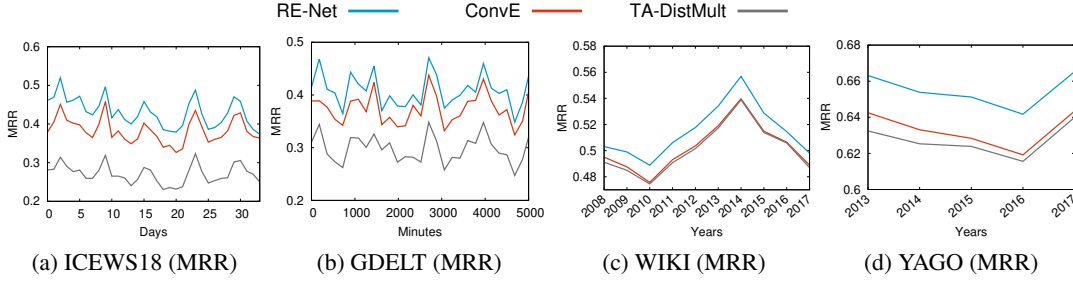 RE-Net ConvE TA-DistMult
0.6
0.5
0.4
0.3
0.2
MRR
0 5 10 15 20 25 30
Days
(a) ICEWS18 (MRR)
0.5
0.4
0.3
0.2
MRR
0 1000 2000 3000 4000 5000
Minutes
(b) GDELT (MRR)
0.58
0.56
0.54
0.52
0.5
0.48
MRR
2008 2009 2010 2011 2012 2013 2014 2015 2016 2017
Years
(c) WIKI (MRR)
0.68
0.66
0.64
0.62
0.6
MRR
2013 2014 2015 2016 2017
Years
(d) YAGO (MRR)